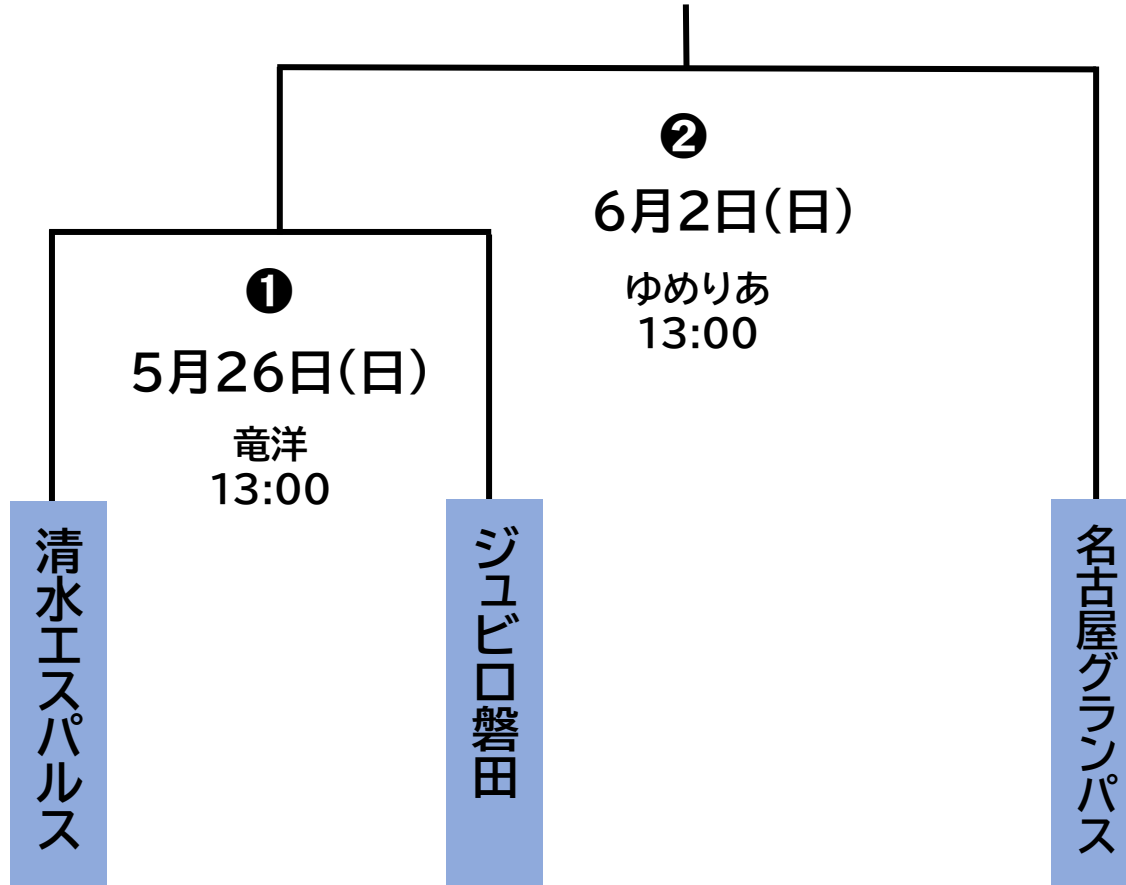 ❷
6月2日(日)
ゆめりあ
13:00
❶
5月26日(日)
竜洋
13:00
清水エスパルス
ジュビロ磐田
名古屋グランパス